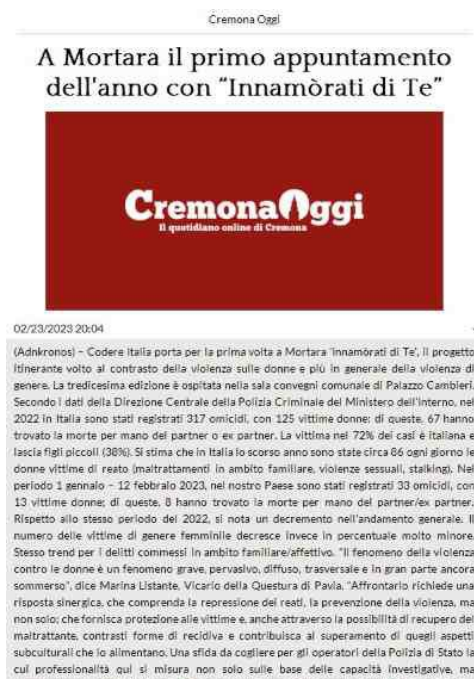 Cremona Oggi
A Mortara il primo appuntamento
dell'anno con “Innamòrati di Te”
CremonaOggi
Il quotidiano online di Cremona
02/23/2023 20:04
(Adnkronos) – Codere Italia porta per la prima volta a Mortara 'Innamòrati di Te', il progetto
itinerante volto al contrasto della violenza sulle donne e più in generale della violenza di
genere. La tredicesima edizione è ospitata nella sala convegni comunale di Palazzo Cambieri.
Secondo i dati della Direzione Centrale della Polizia Criminale del Ministero dell'Interno, nel
2022 in Italia sono stati registrati 317 omicidi, con 125 vittime donne: di queste, 67 hanno
trovato la morte per mano del partner o ex partner. La vittima nel 72% dei casi è italiana e
lascia figli piccoli (38%). Si stima che in Italia lo scorso anno sono state circa 86 ogni giorno le
donne vittime di reato (maltrattamenti in ambito familiare, violenze sessuali, stalking). Nel
periodo 1 gennaio – 12 febbraio 2023, nel nostro Paese sono stati registrati 33 omicidi, con
13 vittime donne; di queste, 8 hanno trovato la morte per mano del partner/ex partner.
Rispetto allo stesso periodo del 2022, si nota un decremento nell'andamento generale. Il
numero delle vittime di genere femminile decresce invece in percentuale molto minore.
Stesso trend per i delitti commessi in ambito familiare/affettivo. “Il fenomeno della violenza
contro le donne è un fenomeno grave, pervasivo, diffuso, trasversale e in gran parte ancora
sommerso”, dice Marina Listante, Vicario della Questura di Pavia. “Affrontarlo richiede una
risposta sinergica, che comprenda la repressione dei reati, la prevenzione della violenza, ma
non solo; che fornisca protezione alle vittime e, anche attraverso la possibilità di recupero del
maltrattante, contrasti forme di recidiva e contribuisca al superamento di quegli aspetti
subculturali che lo alimentano. Una sfida da cogliere per gli operatori della Polizia di Stato la
cui professionalità qui si misura non solo sulle base delle capacità investigative, ma